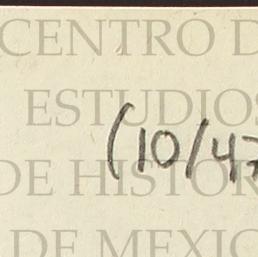 CENTRO D
ESTUDIOS
(10/47
DE HISTOR
DE MEXIC